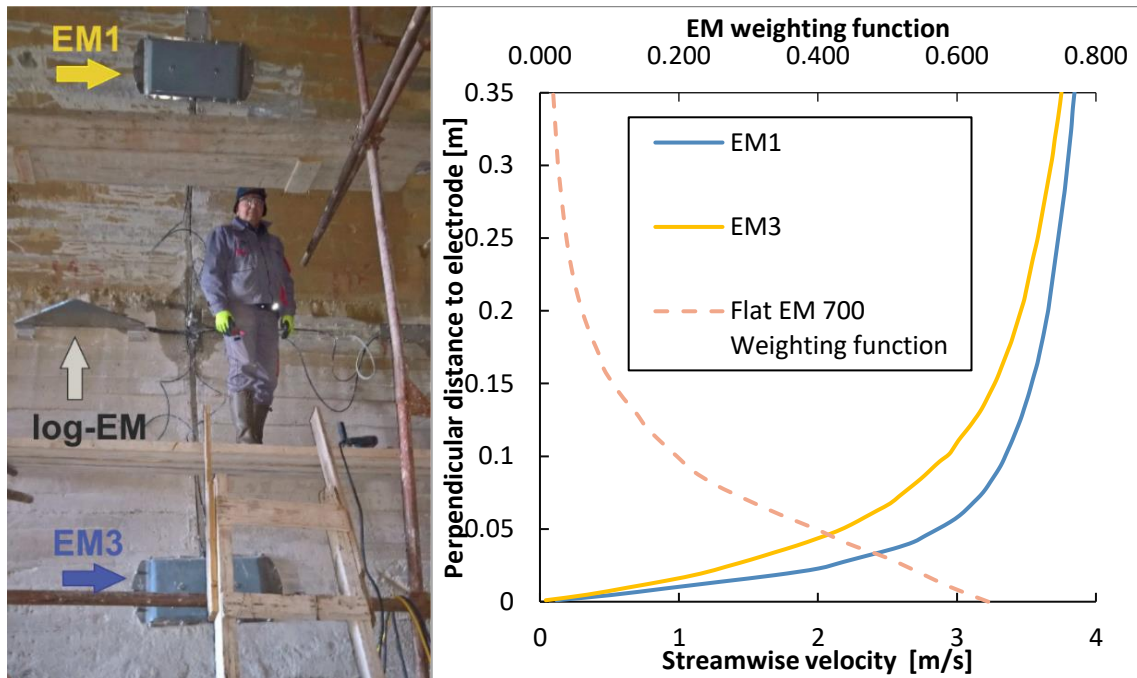 EM1
log-EM
EM3
EM weighting function
0.000 0.200 0.400 0.600 0.800
Perpendicular distance to electrode [m]
0.35
0.3
0.25
0.2
0.15
0.1
0.05
0
EM1
EM3
Flat EM 700
Weighting function
0 1 2 3 4
Streamwise velocity [m/s]